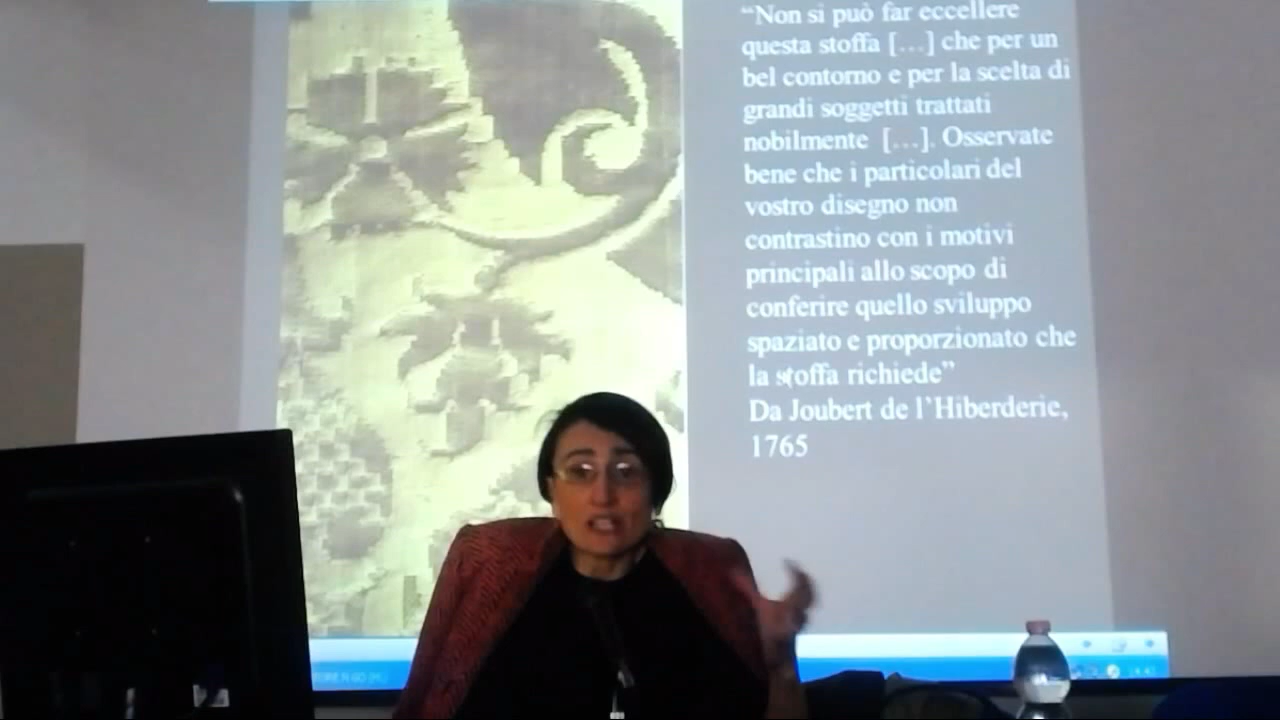 “Non si può far eccellere
questa stoffa […] che per un
bel contorno e per la scelta di
grandi soggetti trattati
nobilmente […]. Osservate
bene che i particolari del
vostro disegno non
contrastino con i motivi
principali allo scopo di
conferire quello sviluppo
spaziato e proporzionato che
la stoffa richiede”
Da Joubert de l’Hiberderie,
1765